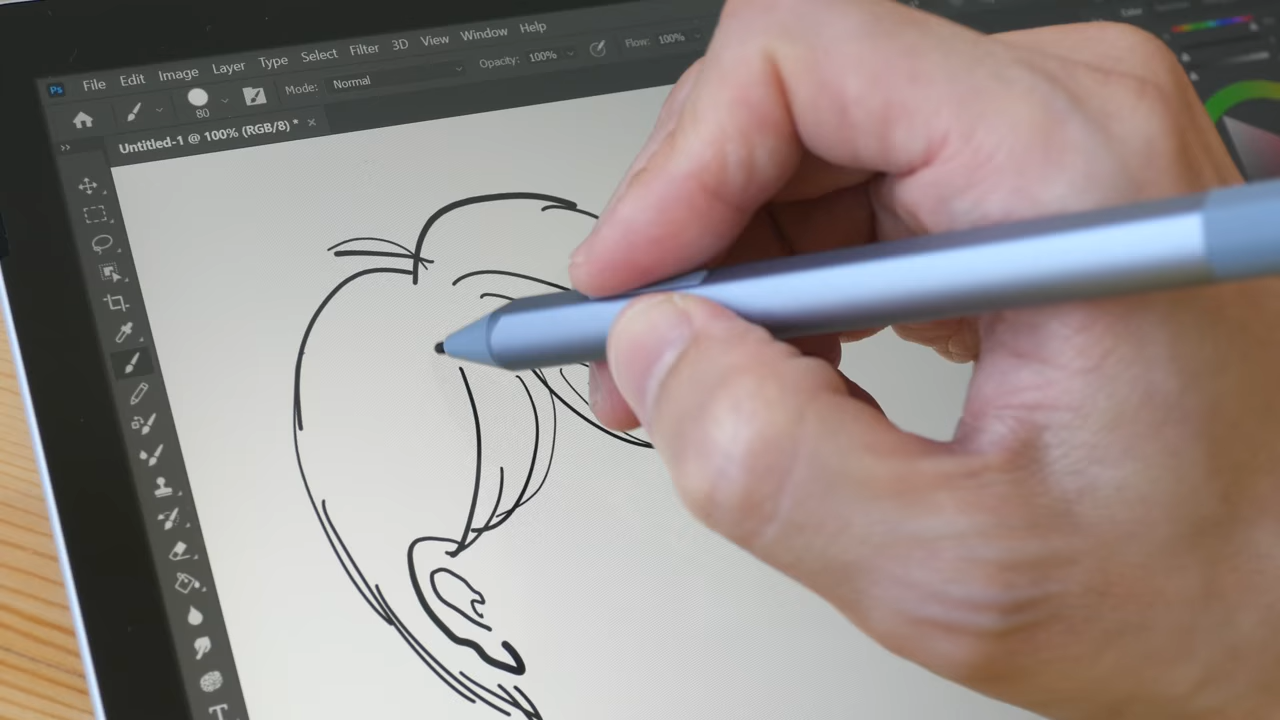 Ps File Edit Image Layer Type Select Filter 3D View Window Help
80 Mode: Normal Opacity: 100% Flow: 100%
Untitled-1 @ 100% (RGB/8) * ×
T